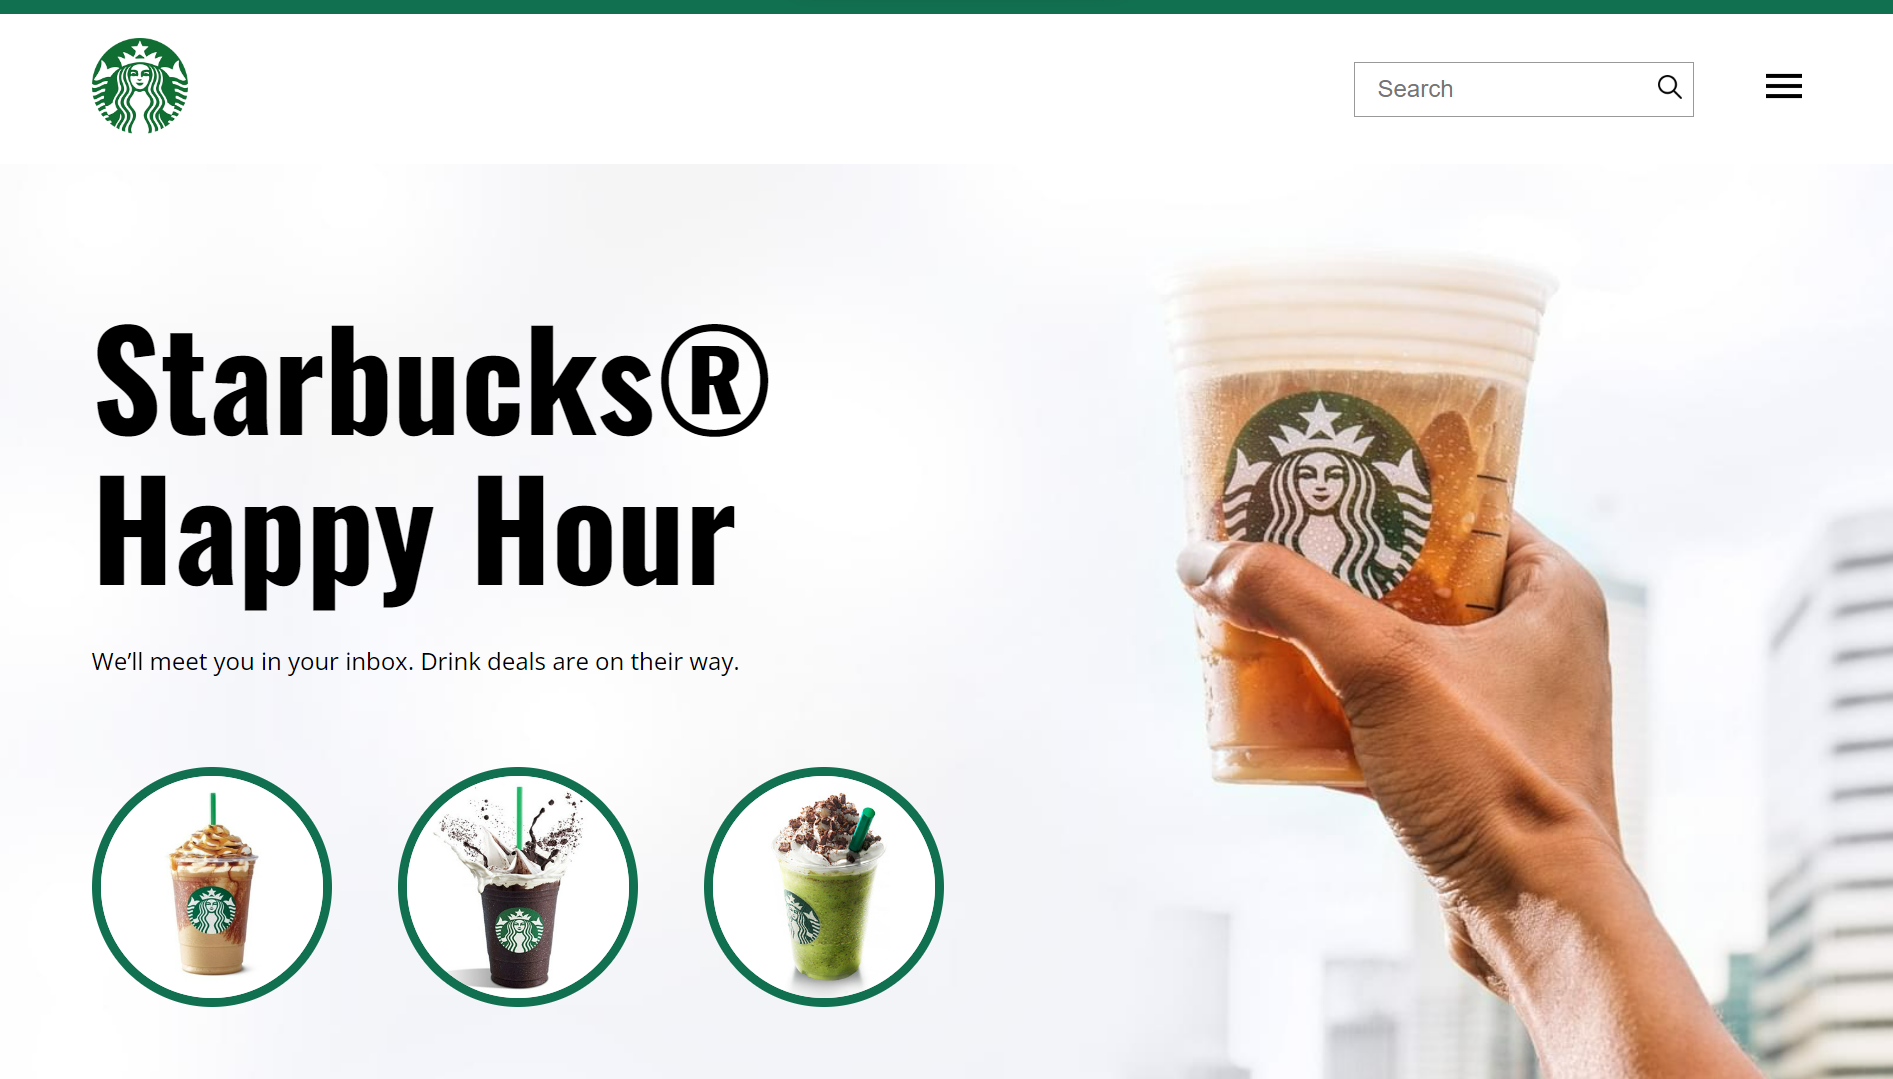 Search
Starbucks®
Happy Hour
We’ll meet you in your inbox. Drink deals are on their way.